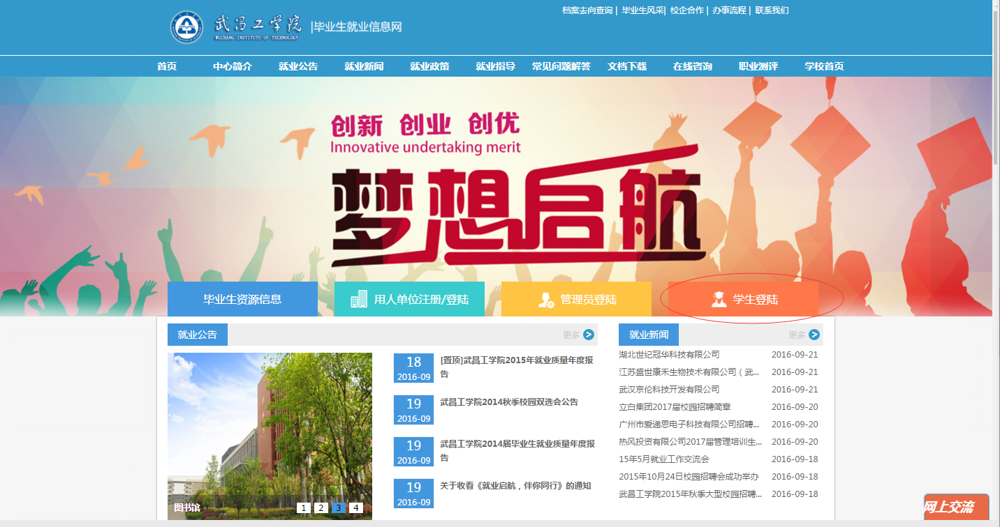 档案去向查询 | 毕业生风采| 校企合作 | 办事流程 | 联系我们
武昌工学院 |毕业生就业信息网
WUCHANG INSTITUTE OF TECHNOLOGY
首页 中心简介 就业公告 就业新闻 就业政策 就业指导 常见问题解答 文档下载 在线咨询 职业测评 学校首页
创新 创业 创优
Innovative undertaking merit
梦想启航
毕业生资源信息 用人单位注册/登陆 管理员登陆 学生登陆
就业公告 更多
图书馆 1 2 3 4
18
2016-09
[置顶]武昌工学院2015年就业质量年度报
告
19
2016-09
武昌工学院2014秋季校园双选会公告
19
2016-09
武昌工学院2014届毕业生就业质量年度报
告
19
2016-09
关于收看《就业启航，伴你同行》的通知
就业新闻 更多
湖北世纪冠华科技有限公司 2016-09-21
江苏盛世康禾生物技术有限公司（武... 2016-09-21
武汉京伦科技开发有限公司 2016-09-21
立白集团2017届校园招聘简章 2016-09-20
广州市爱递思电子科技有限公司招聘... 2016-09-20
热风投资有限公司2017届管理培训生... 2016-09-20
15年5月就业工作交流会 2016-09-18
2015年10月24日校园招聘会成功举办 2016-09-18
武昌工学院2015年秋季大型校园招聘... 2016-09-18
网上交流